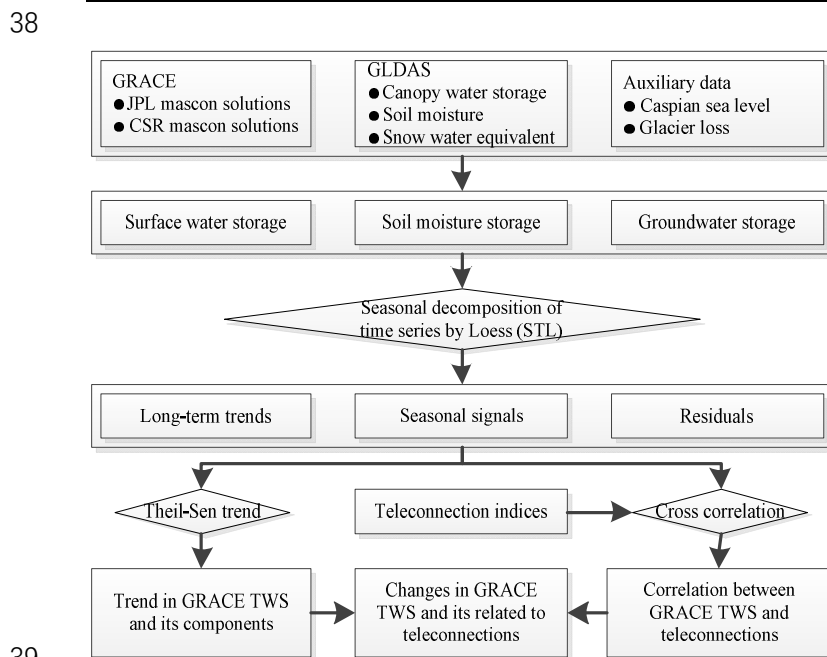 38
GRACE
● JPL mascon solutions
● CSR mascon solutions
GLDAS
● Canopy water storage
● Soil moisture
● Snow water equivalent
Auxiliary data
● Caspian sea level
● Glacier loss
Surface water storage
Soil moisture storage
Groundwater storage
Seasonal decomposition of
time series by Loess (STL)
Long-term trends
Seasonal signals
Residuals
Theil-Sen trend
Teleconnection indices
Cross correlation
Trend in GRACE TWS
and its components
Changes in GRACE
TWS and its related to
teleconnections
Correlation between
GRACE TWS and
teleconnections
39